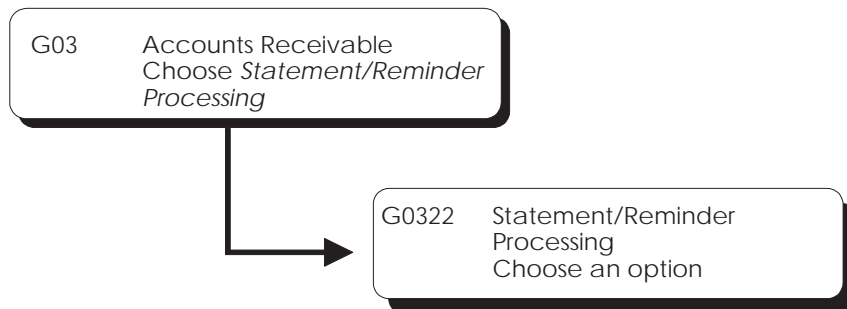 G03 Accounts Receivable
Choose Statement/Reminder
Processing
G0322 Statement/Reminder
Processing
Choose an option